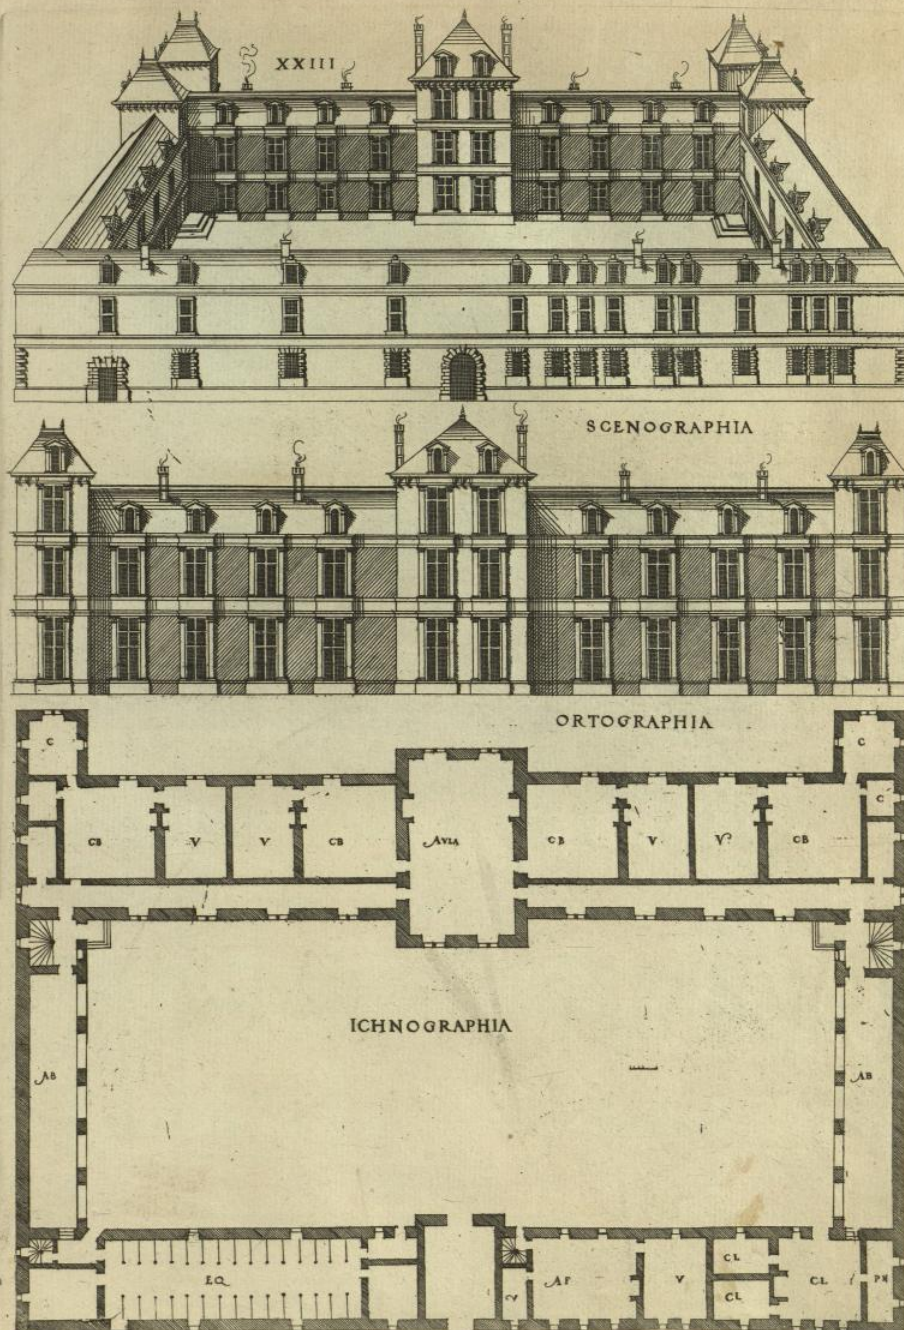 XXIII
SCENOGRAPHIA
ORTOGRAPHIA
C C
C
CB V V CB AVLA CB V V CB
ICHNOGRAPHIA
AB AB
CL
EQ AF V CL PN
CV CL